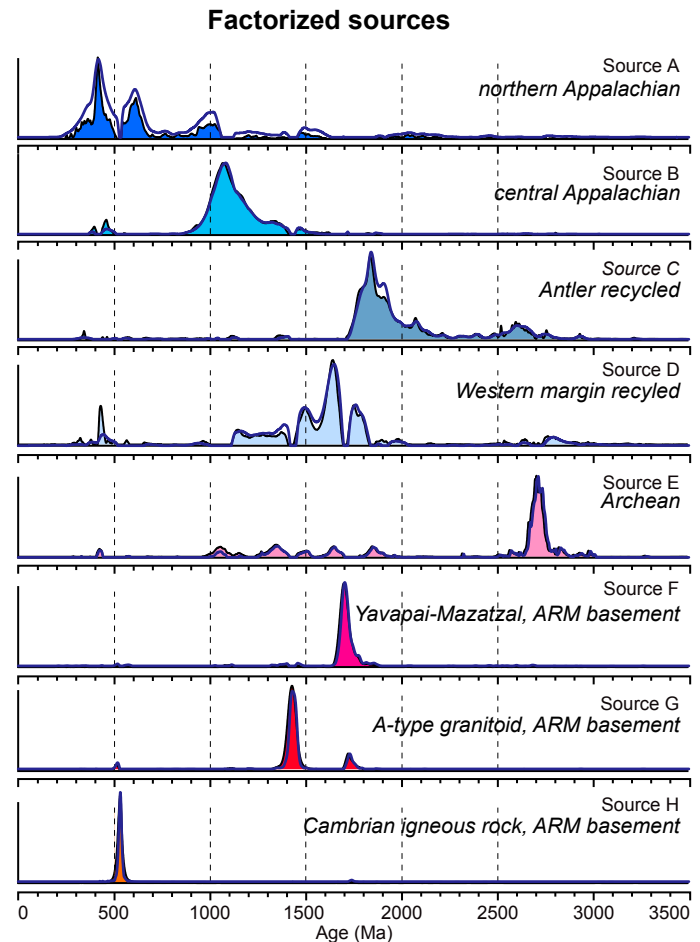 Factorized sources
Source A
northern Appalachian
Source B
central Appalachian
Source C
Antler recycled
Source D
Western margin recyled
Source E
Archean
Source F
Yavapai-Mazatzal, ARM basement
Source G
A-type granitoid, ARM basement
Source H
Cambrian igneous rock, ARM basement
0 500 1000 1500 2000 2500 3000 3500
Age (Ma)